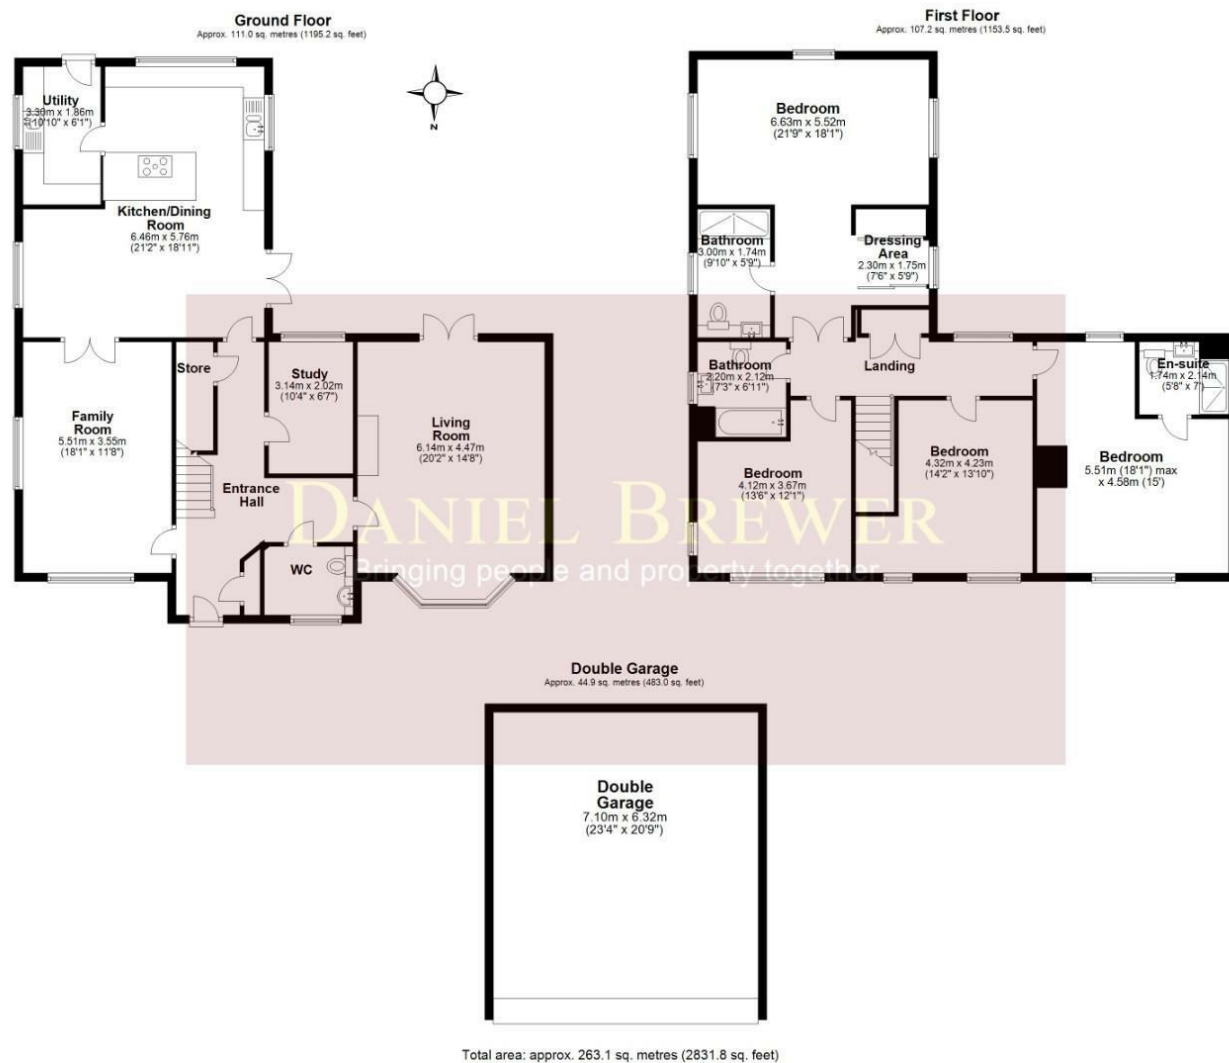 Ground Floor
Approx. 111.0 sq. metres (1195.2 sq. feet)
Utility
3.30m x 1.86m
(10'10" x 6'1")
Kitchen/Dining
Room
6.46m x 5.76m
(21'2" x 18'11")
N
Store
Study
3.14m x 2.02m
(10'4" x 6'7")
Family
Room
5.51m x 3.55m
(18'1" x 11'8")
Living
Room
6.14m x 4.47m
(20'2" x 14'8")
Entrance
Hall
WC
First Floor
Approx. 107.2 sq. metres (1153.5 sq. feet)
Bedroom
6.63m x 5.52m
(21'9" x 18'1")
Bathroom
3.00m x 1.74m
(9'10" x 5'9")
Dressing
Area
2.30m x 1.75m
(7'6" x 5'9")
Bathroom
2.20m x 2.12m
(7'3" x 6'11")
Landing
En-suite
1.74m x 2.14m
(5'8" x 7')
Bedroom
4.12m x 3.67m
(13'6" x 12'1")
Bedroom
4.32m x 4.23m
(14'2" x 13'10")
Bedroom
5.51m (18'1") max
x 4.58m (15')
DANIEL BREWER
Bringing people and property together
Double Garage
Approx. 44.9 sq. metres (483.0 sq. feet)
Double
Garage
7.10m x 6.32m
(23'4" x 20'9")
Total area: approx. 263.1 sq. metres (2831.8 sq. feet)